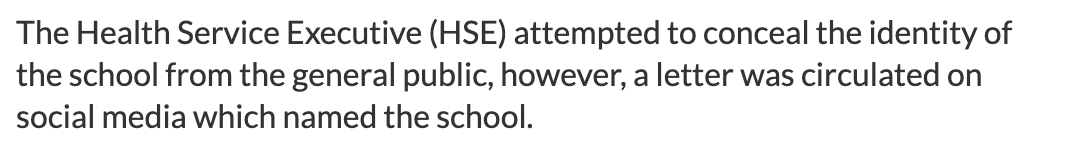 The Health Service Executive (HSE) attempted to conceal the identity of
the school from the general public, however, a letter was circulated on
social media which named the school.